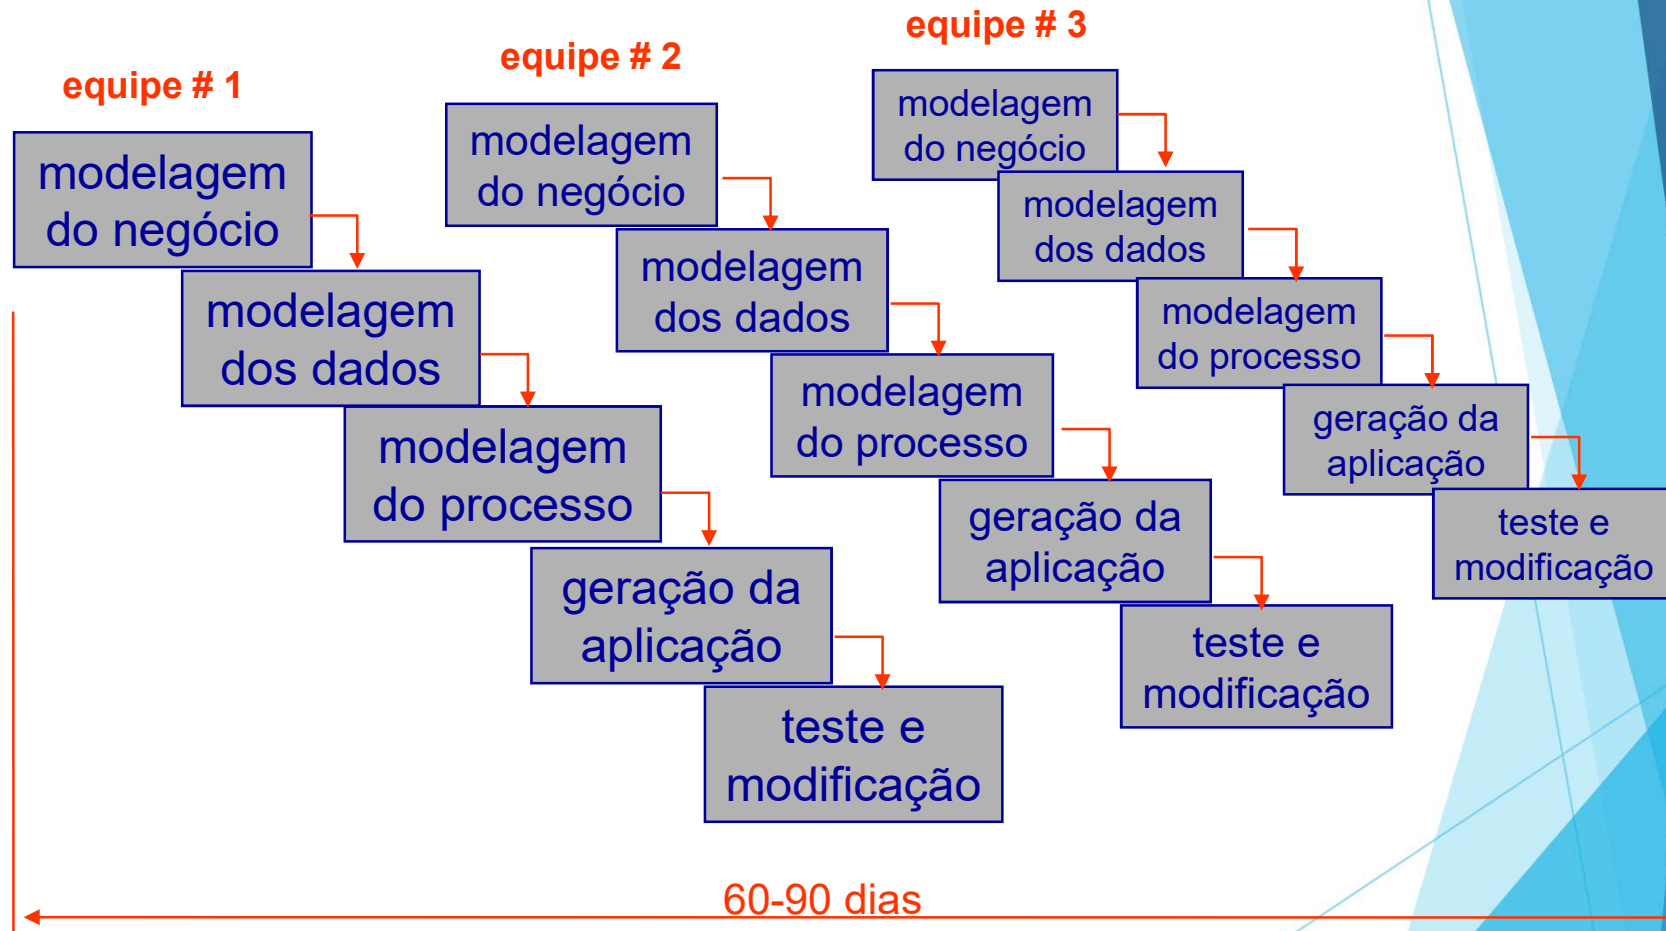 equipe # 1
modelagem
do negócio
modelagem
dos dados
modelagem
do processo
geração da
aplicação
teste e
modificação
equipe # 2
modelagem
do negócio
modelagem
dos dados
modelagem
do processo
geração da
aplicação
teste e
modificação
equipe # 3
modelagem
do negócio
modelagem
dos dados
modelagem
do processo
geração da
aplicação
teste e
modificação
60-90 dias